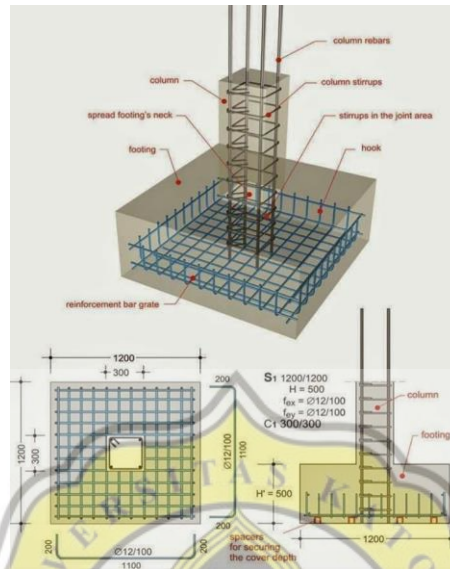 column rebars
column
column stirrups
spread footing's neck
stirrups in the joint area
footing
hook
reinforcement bar grate
1200
300
1200
300
200
Ø12/100
1100
200
200
Ø12/100
200
1100
S1 1200/1200
H = 500
fex = Ø12/100
fey = Ø12/100
C1 300/300
column
footing
H' = 500
1200
spacers
for securing
the cover depth
VERSITAS KATO